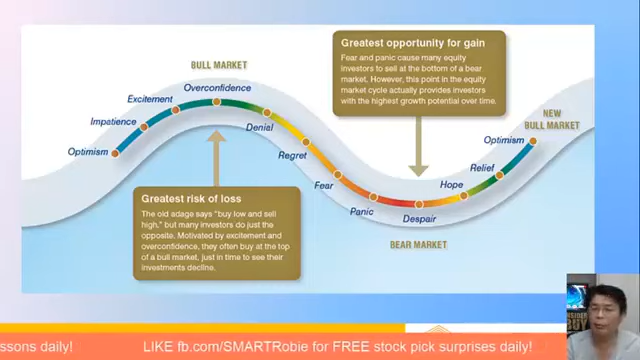 Greatest opportunity for gain
Fear and panic cause many equity
investors to sell at the bottom of a bear
market. However, this point in the equity
market cycle actually provides investors
with the highest growth potential over time.
BULL MARKET
Overconfidence
Excitement
Impatience
Optimism
Denial
Regret
Fear
Panic
Despair
Hope
Relief
Optimism
NEW
BULL MARKET
BEAR MARKET
Greatest risk of loss
The old adage says "buy low and sell
high," but many investors do just the
opposite. Motivated by excitement and
overconfidence, they often buy at the top
of a bull market, just in time to see their
investments decline.
BUY
ssons daily!
LIKE fb.com/SMARTRobie for FREE stock pick surprises daily!